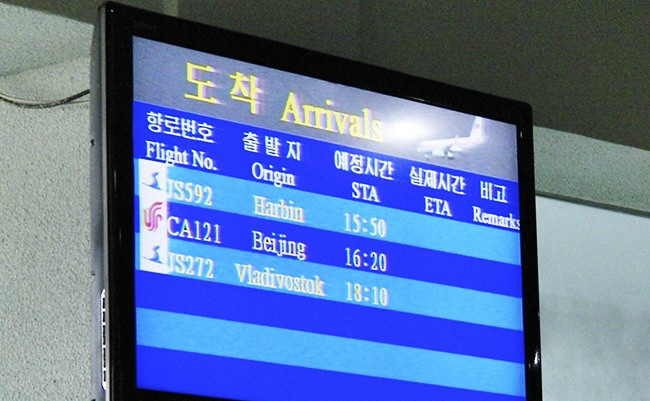 도착 Arrivals
항로번호 출발지 예정시간 실제시간 비고
Flight No. Origin STA ETA Remarks
JS592 Harbin 15:50
CA121 Beijing 16:20
JS272 Vladivostok 18:10